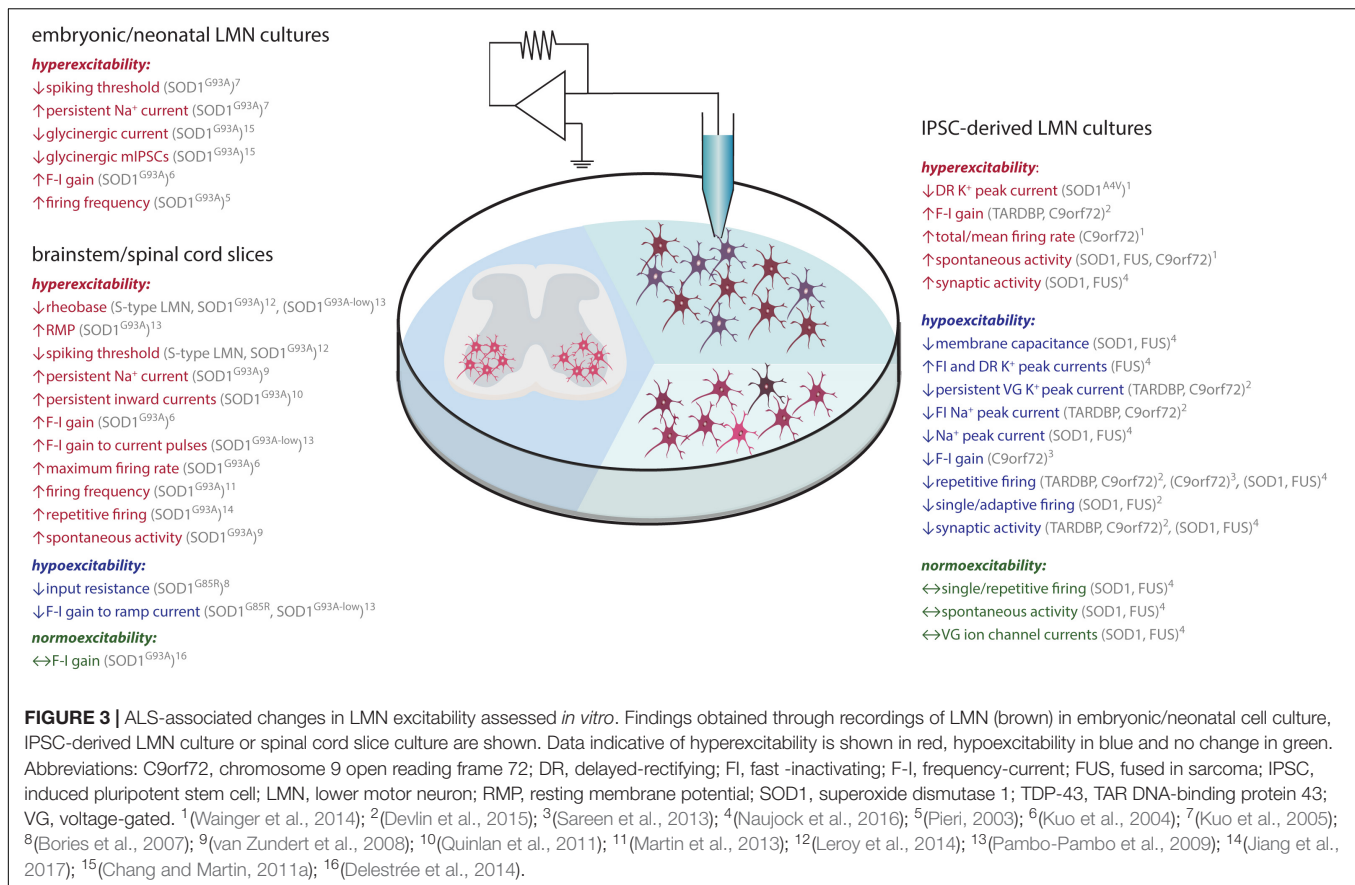 embryonic/neonatal LMN cultures
hyperexcitability:
↓spiking threshold (SOD1G93A)7
↑persistent Na+ current (SOD1G93A)7
↓glycinergic current (SOD1G93A)15
↓glycinergic mIPSCs (SOD1G93A)15
↑F-I gain (SOD1G93A)6
↑firing frequency (SOD1G93A)5
brainstem/spinal cord slices
hyperexcitability:
↓rheobase (S-type LMN, SOD1G93A)12, (SOD1G93A-low)13
↑RMP (SOD1G93A)13
↓spiking threshold (S-type LMN, SOD1G93A)12
↑persistent Na+ current (SOD1G93A)9
↑persistent inward currents (SOD1G93A)10
↑F-I gain (SOD1G93A)6
↑F-I gain to current pulses (SOD1G93A-low)13
↑maximum firing rate (SOD1G93A)6
↑firing frequency (SOD1G93A)11
↑repetitive firing (SOD1G93A)14
↑spontaneous activity (SOD1G93A)9
hypoexcitability:
↓input resistance (SOD1G85R)8
↓F-I gain to ramp current (SOD1G85R, SOD1G93A-low)13
normoexcitability:
↔F-I gain (SOD1G93A)16
IPSC-derived LMN cultures
hyperexcitability:
↓DR K+ peak current (SOD1A4V)1
↑F-I gain (TARDBP, C9orf72)2
↑total/mean firing rate (C9orf72)1
↑spontaneous activity (SOD1, FUS, C9orf72)1
↑synaptic activity (SOD1, FUS)4
hypoexcitability:
↓membrane capacitance (SOD1, FUS)4
↑FI and DR K+ peak currents (FUS)4
↓persistent VG K+ peak current (TARDBP, C9orf72)2
↓FI Na+ peak current (TARDBP, C9orf72)2
↓Na+ peak current (SOD1, FUS)4
↓F-I gain (C9orf72)3
↓repetitive firing (TARDBP, C9orf72)2, (C9orf72)3, (SOD1, FUS)4
↓single/adaptive firing (SOD1, FUS)2
↓synaptic activity (TARDBP, C9orf72)2, (SOD1, FUS)4
normoexcitability:
↔single/repetitive firing (SOD1, FUS)4
↔spontaneous activity (SOD1, FUS)4
↔VG ion channel currents (SOD1, FUS)4
FIGURE 3 | ALS-associated changes in LMN excitability assessed in vitro. Findings obtained through recordings of LMN (brown) in embryonic/neonatal cell culture,
IPSC-derived LMN culture or spinal cord slice culture are shown. Data indicative of hyperexcitability is shown in red, hypoexcitability in blue and no change in green.
Abbreviations: C9orf72, chromosome 9 open reading frame 72; DR, delayed-rectifying; FI, fast -inactivating; F-I, frequency-current; FUS, fused in sarcoma; IPSC,
induced pluripotent stem cell; LMN, lower motor neuron; RMP, resting membrane potential; SOD1, superoxide dismutase 1; TDP-43, TAR DNA-binding protein 43;
VG, voltage-gated. 1(Wainger et al., 2014); 2(Devlin et al., 2015); 3(Sareen et al., 2013); 4(Naujock et al., 2016); 5(Pieri, 2003); 6(Kuo et al., 2004); 7(Kuo et al., 2005);
8(Bories et al., 2007); 9(van Zundert et al., 2008); 10(Quinlan et al., 2011); 11(Martin et al., 2013); 12(Leroy et al., 2014); 13(Pambo-Pambo et al., 2009); 14(Jiang et al.,
2017); 15(Chang and Martin, 2011a); 16(Delestrée et al., 2014).